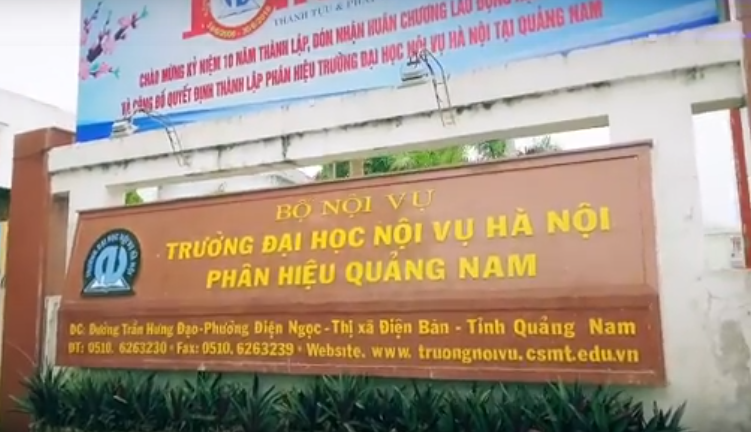 THÀNH TỰU & PHÁ
CHÀO MỪNG KỶ NIỆM 10 NĂM THÀNH LẬP, ĐÓN NHẬN HUÂN CHƯƠNG LAO ĐỘNG
VÀ CÔNG BỐ QUYẾT ĐỊNH THÀNH LẬP PHÂN HIỆU TRƯỜNG ĐẠI HỌC NỘI VỤ HÀ NỘI TẠI QUẢNG NAM
BỘ NỘI VỤ
TRƯỜNG ĐẠI HỌC NỘI VỤ HÀ NỘI
PHÂN HIỆU QUẢNG NAM
ĐC: Đường Trần Hưng Đạo-Phường Điện Ngọc-Thị xã Điện Bàn - Tỉnh Quảng Nam
ĐT: 0510. 6263230 * Fax: 0510. 6263239 * Website. www. truongnoivu.csmt.edu.vn